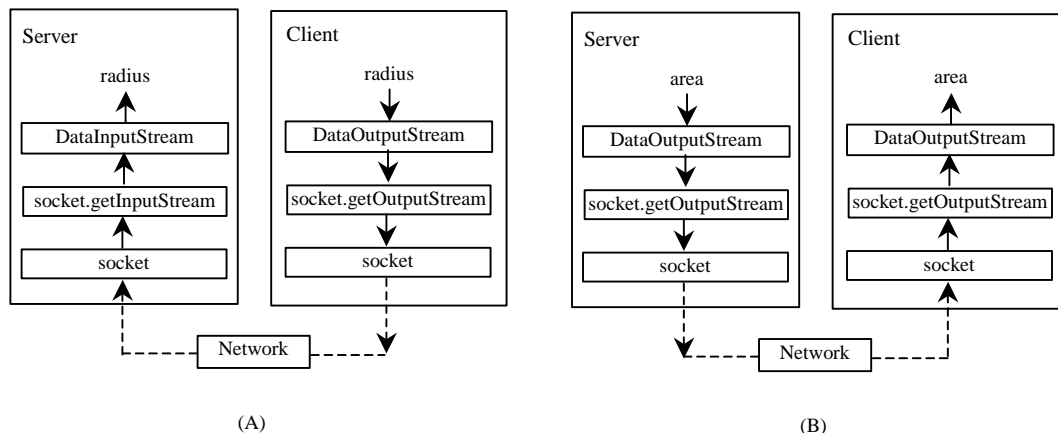 Server
radius
DataInputStream
socket.getInputStream
socket
Client
radius
DataOutputStream
socket.getOutputStream
socket
Network
(A)
Server
area
DataOutputStream
socket.getOutputStream
socket
Client
area
DataOutputStream
socket.getOutputStream
socket
Network
(B)